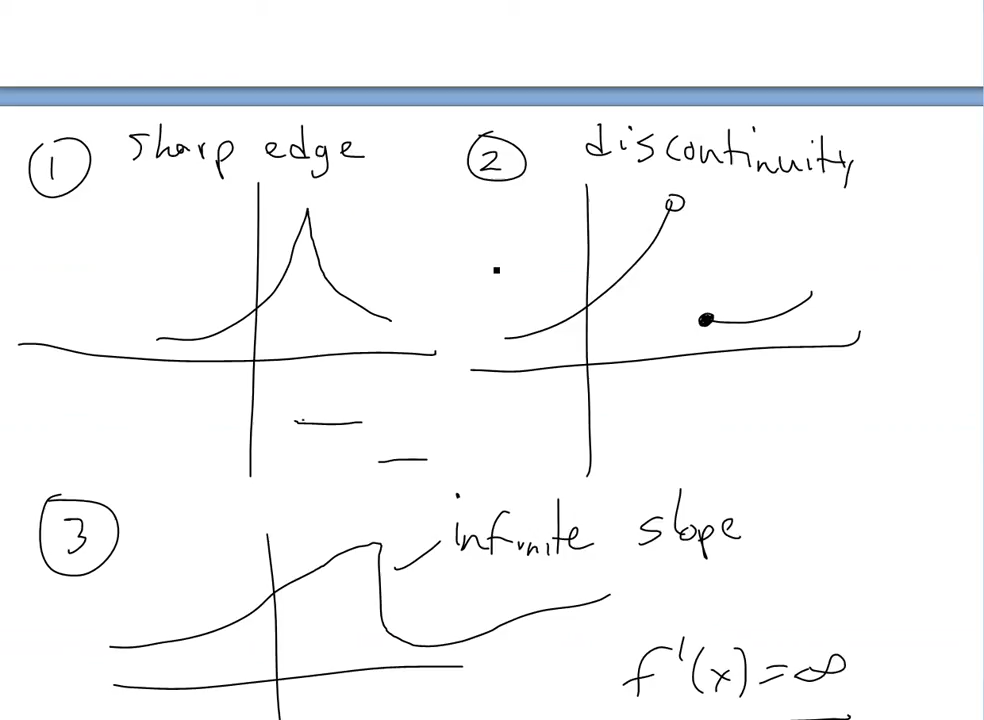 ① sharp edge
② discontinuity
③ infinite slope
f'(x) = ∞